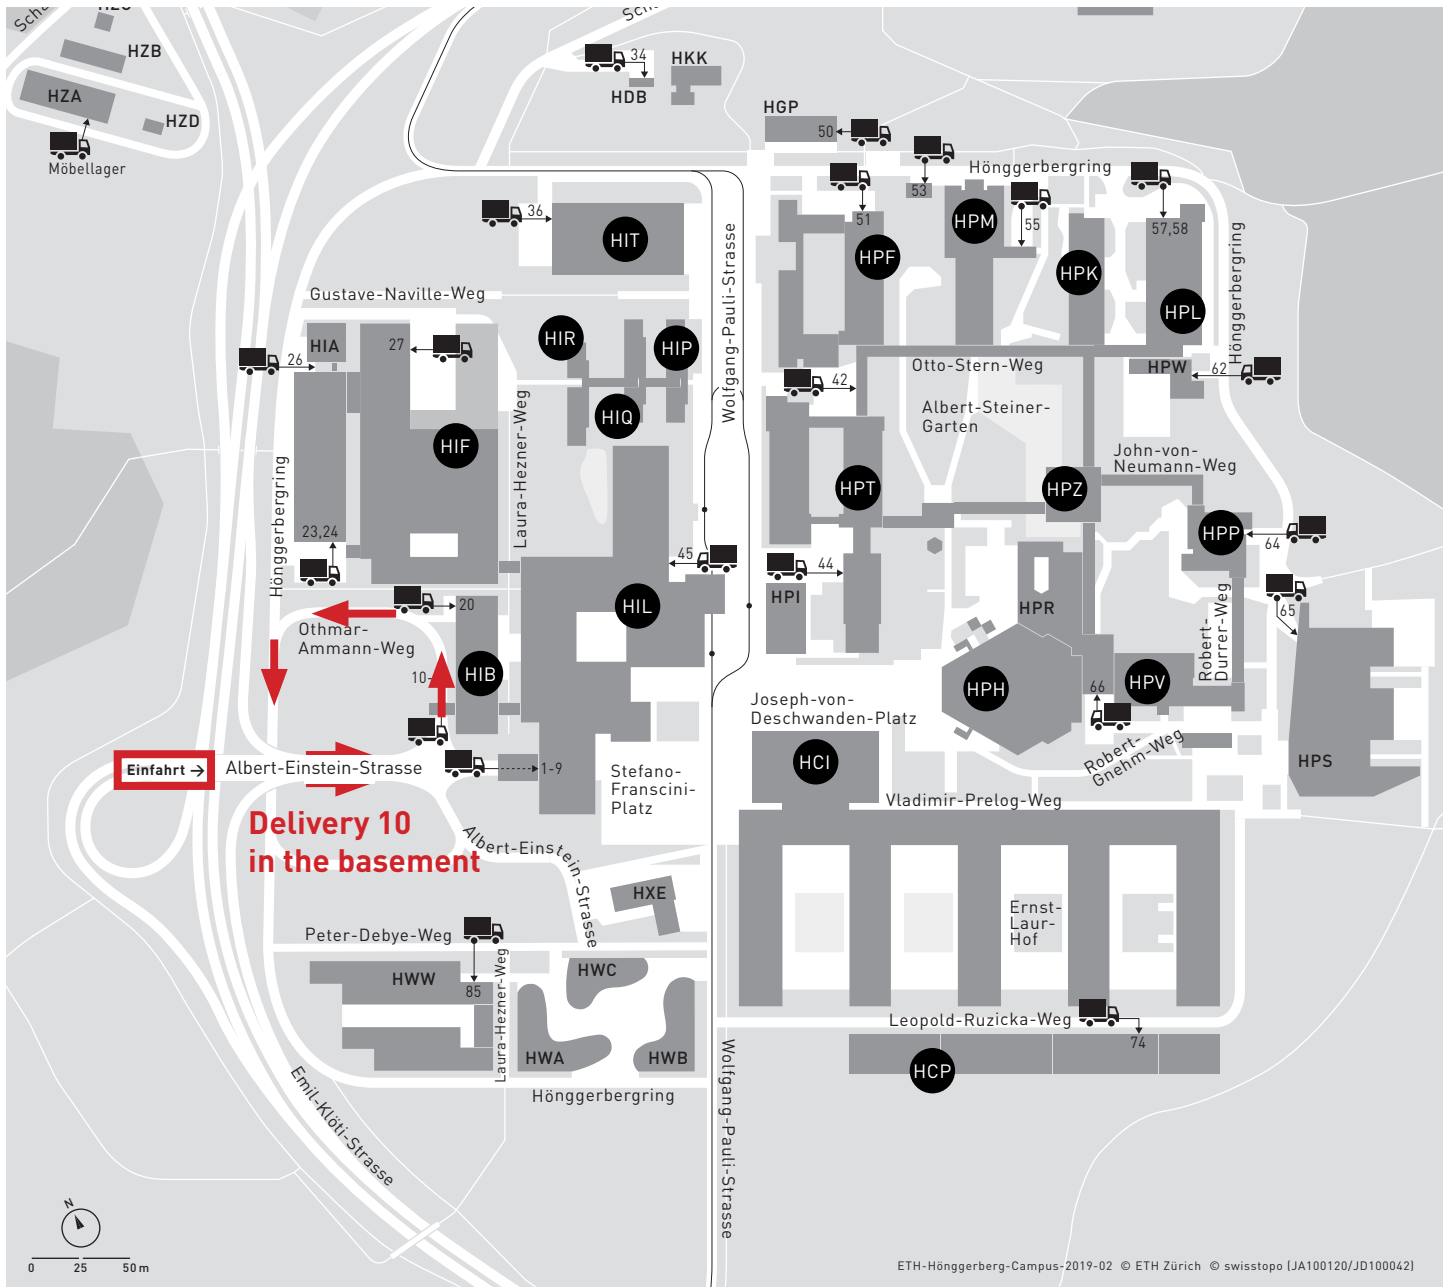 HZB
HZA
HZD
Möbellager
34
HKK
HDB
HGP
50
Hönggerbergring
53
36
HIT
51
HPF
HPM
55
HPK
57,58
HPL
Hönggerbergring
Wolfgang-Pauli-Strasse
Gustave-Naville-Weg
HIA
26
27
HIR
HIP
HIQ
HIF
Laura-Hezner-Weg
Otto-Stern-Weg
HPW
62
42
Albert-Steiner-
Garten
John-von-
Neumann-Weg
HPT
HPZ
HPP
64
Hönggerbergring
23,24
45
HIL
44
HPI
HPR
65
Robert-
Durrer-Weg
20
Othmar-
Ammann-Weg
HIB
10-
HPH
66
HPV
Robert-
Gnehm-Weg
HPS
Joseph-von-
Deschwanden-Platz
HCI
Einfahrt →
Albert-Einstein-Strasse
1-9
Stefano-
Franscini-
Platz
Vladimir-Prelog-Weg
Delivery 10
in the basement
Albert-Einstein-Strasse
HXE
Ernst-
Laur-
Hof
Peter-Debye-Weg
HWW
85
Laura-Hezner-Weg
HWC
HWA
HWB
Hönggerbergring
Leopold-Ruzicka-Weg
74
HCP
Emil-Klöti-Strasse
Wolfgang-Pauli-Strasse
N
0 25 50 m
ETH-Hönggerberg-Campus-2019-02 © ETH Zürich © swisstopo (JA100120/JD100042)